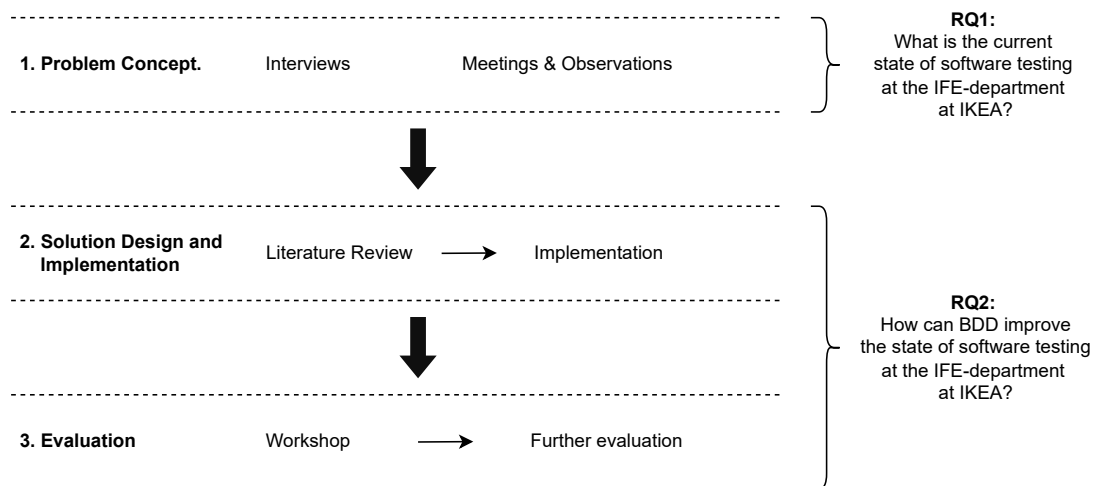 1. Problem Concept.
Interviews
Meetings & Observations
RQ1:
What is the current
state of software testing
at the IFE-department
at IKEA?
2. Solution Design and
Implementation
Literature Review
Implementation
RQ2:
How can BDD improve
the state of software testing
at the IFE-department
at IKEA?
3. Evaluation
Workshop
Further evaluation